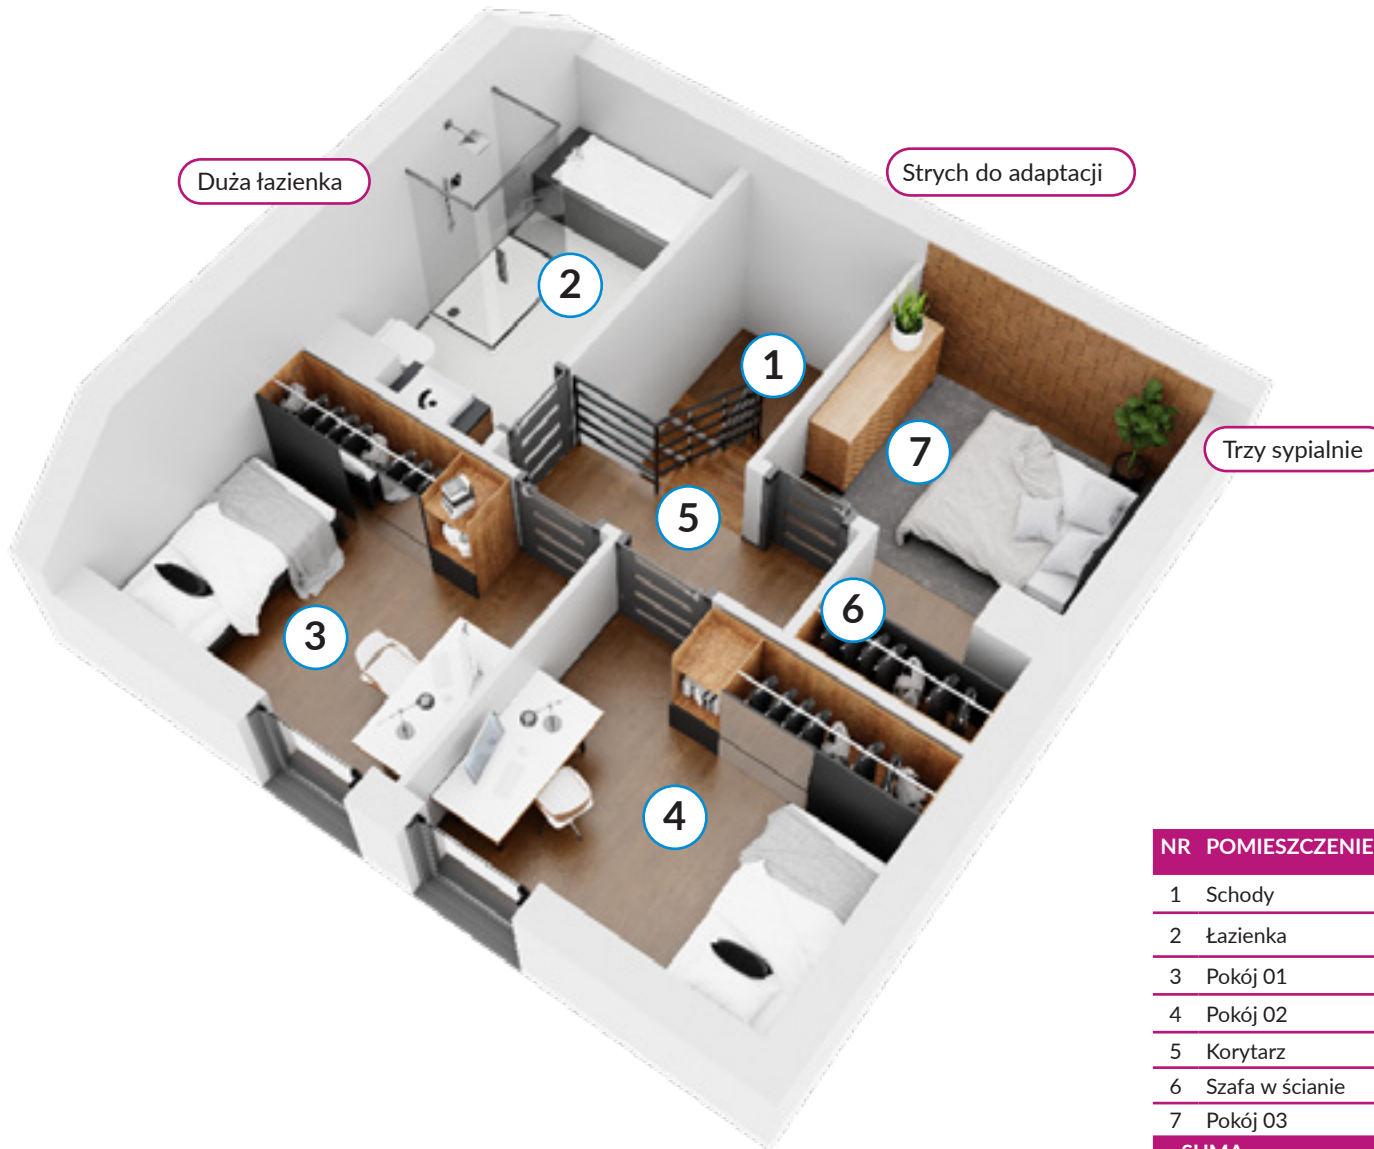 Duża łazienka
Strych do adaptacji
2
1
7
Trzy sypialnie
5
6
3
4
NR POMIESZCZENIE
1 Schody
2 Łazienka
3 Pokój 01
4 Pokój 02
5 Korytarz
6 Szafa w ścianie
7 Pokój 03
SUMA